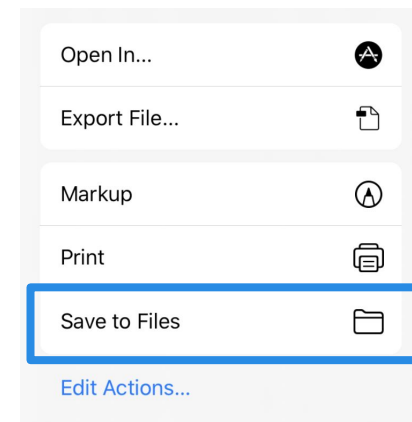 Open In...
Export File...
Markup
Print
Save to Files
Edit Actions...